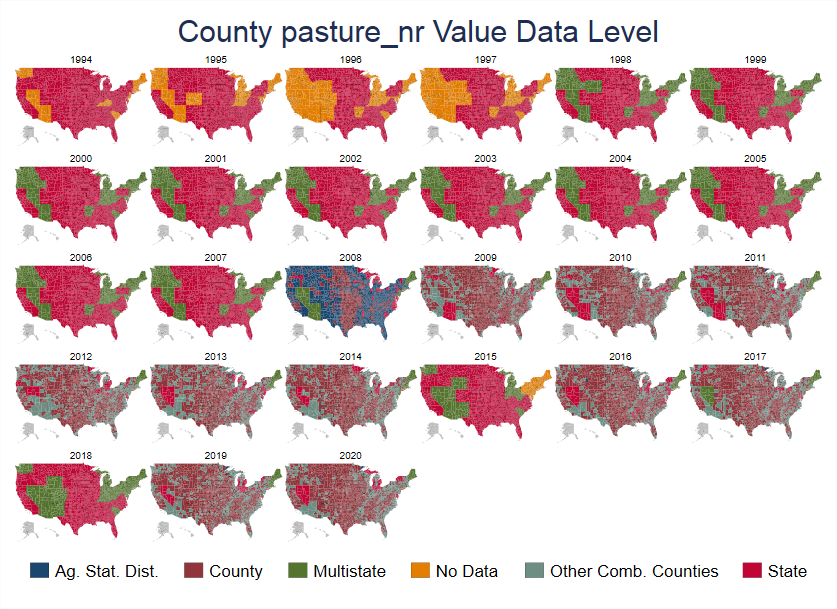 County pasture_nr Value Data Level
1994 1995 1996 1997 1998 1999
2000 2001 2002 2003 2004 2005
2006 2007 2008 2009 2010 2011
2012 2013 2014 2015 2016 2017
2018 2019 2020
Ag. Stat. Dist. County Multistate No Data Other Comb. Counties State